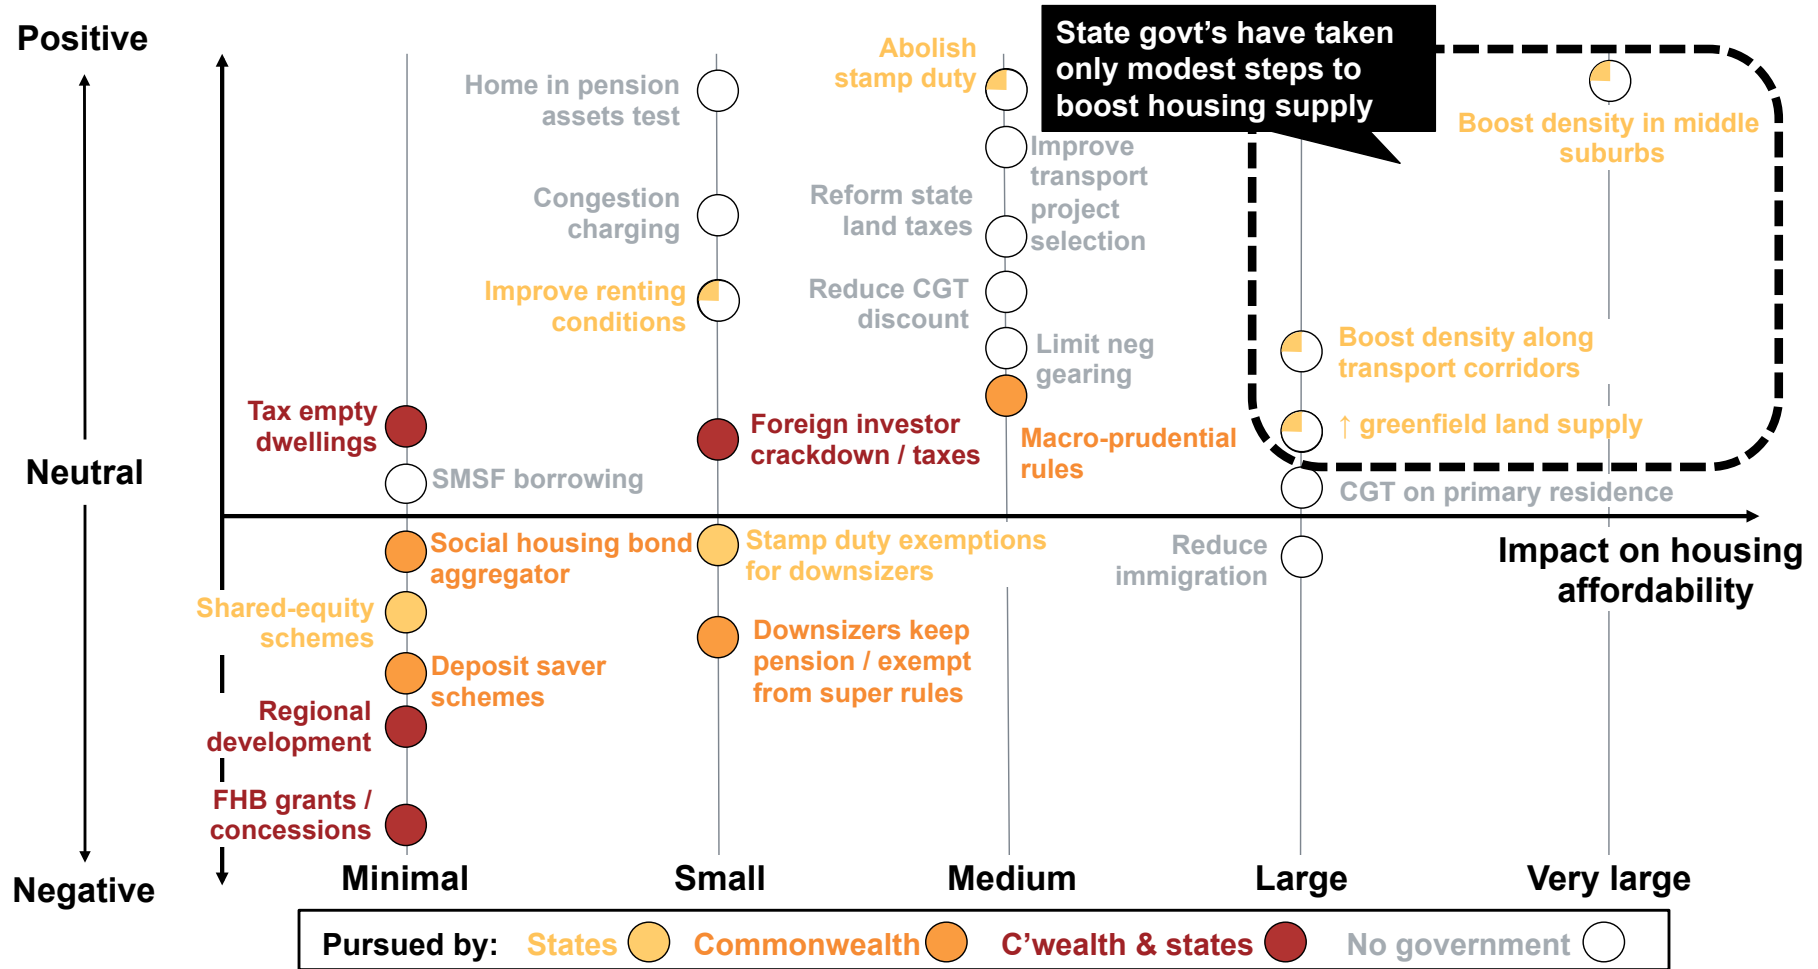 Positive
Neutral
Negative
State govt's have taken
only modest steps to
boost housing supply
Home in pension
assets test
Abolish
stamp duty
Boost density in middle
suburbs
Improve
transport
project
selection
Congestion
charging
Reform state
land taxes
Improve renting
conditions
Reduce CGT
discount
Limit neg
gearing
Boost density along
transport corridors
Tax empty
dwellings
Foreign investor
crackdown / taxes
Macro-prudential
rules
↑ greenfield land supply
SMSF borrowing
CGT on primary residence
Impact on housing
affordability
Social housing bond
aggregator
Stamp duty exemptions
for downsizers
Reduce
immigration
Shared-equity
schemes
Downsizers keep
pension / exempt
from super rules
Deposit saver
schemes
Regional
development
FHB grants /
concessions
Minimal
Small
Medium
Large
Very large
Pursued by: States Commonwealth C'wealth & states No government